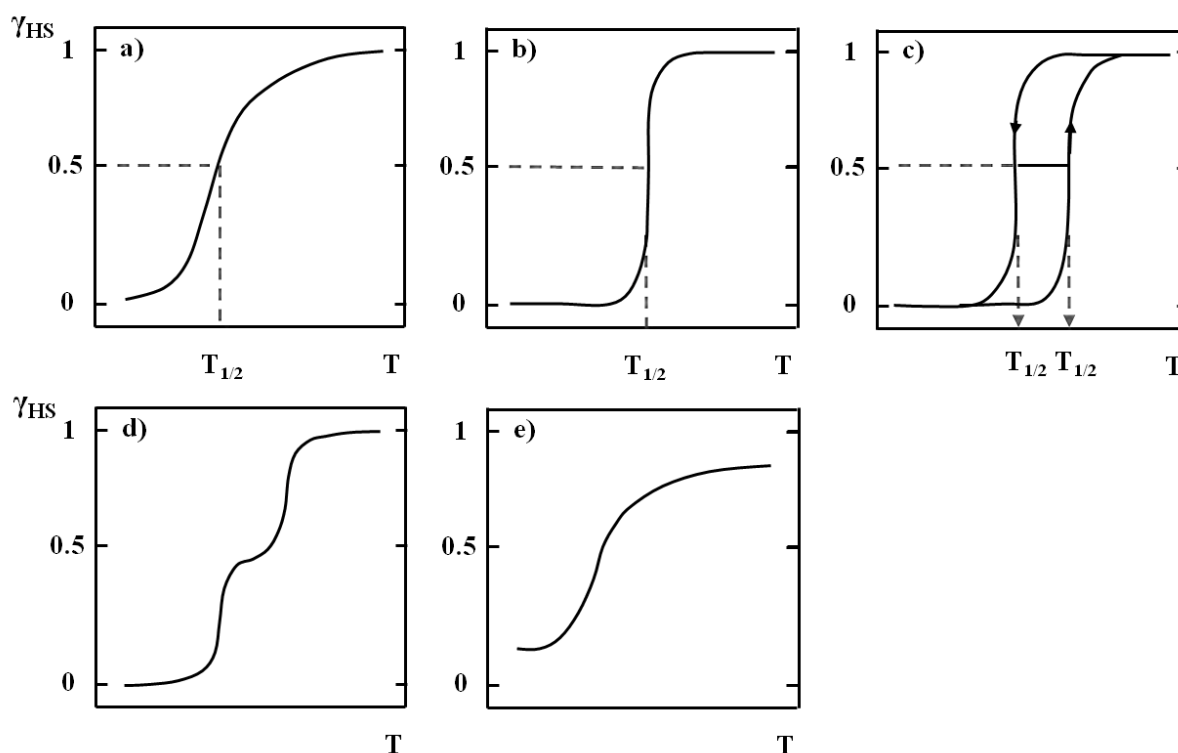 γHS
1 a) 1 b) 1 c)
0.5 0.5 0.5
0 0 0
T1/2 T T1/2 T T1/2 T1/2 T
γHS
1 d) 1 e)
0.5 0.5
0 0
T T